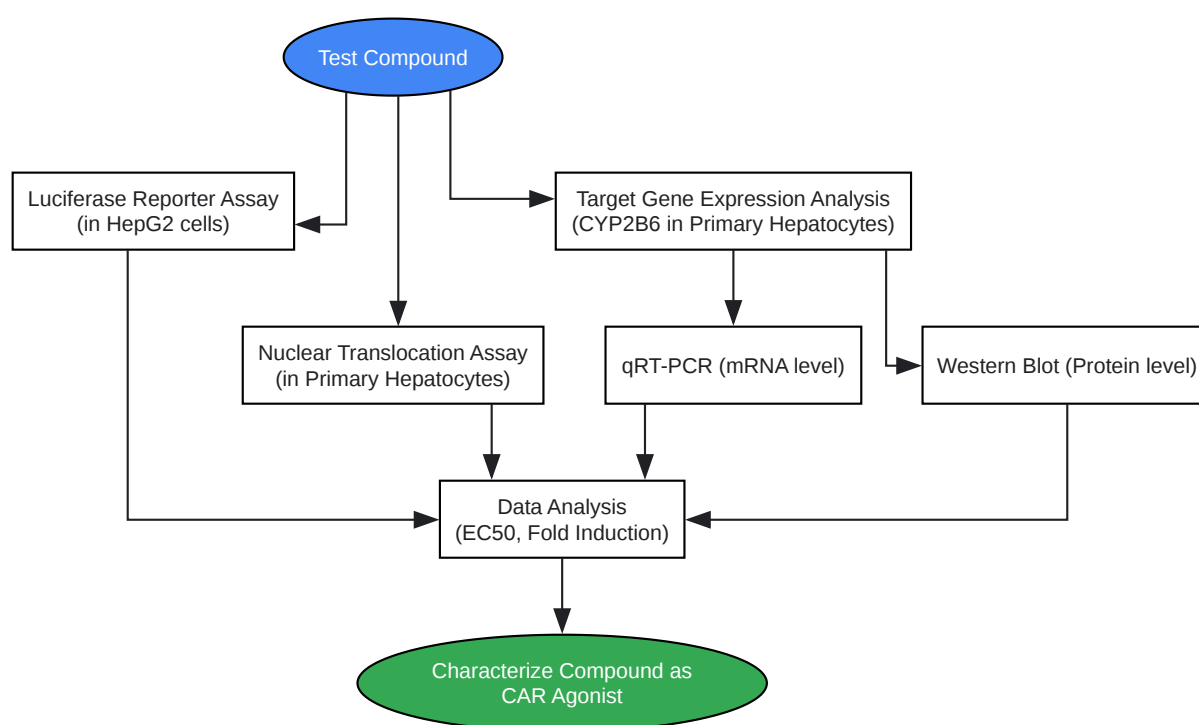 Test Compound
Luciferase Reporter Assay
(in HepG2 cells)
Target Gene Expression Analysis
(CYP2B6 in Primary Hepatocytes)
Nuclear Translocation Assay
(in Primary Hepatocytes)
qRT-PCR (mRNA level)
Western Blot (Protein level)
Data Analysis
(EC50, Fold Induction)
Characterize Compound as
CAR Agonist